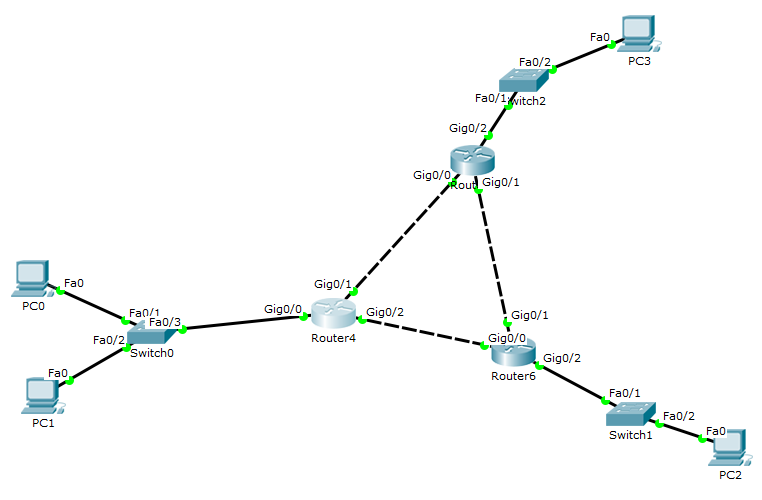 Fa0
PC3
Fa0/2
Fa0/1
witch2
Gig0/2
Rout
Gig0/0
Gig0/1
Fa0
PC0
Gig0/1
Gig0/0
Gig0/2
Router4
Fa0/1
Fa0/3
Fa0/2
Switch0
Fa0
PC1
Gig0/1
Gig0/0
Gig0/2
Router6
Fa0/1
Fa0/2
Switch1
Fa0
PC2